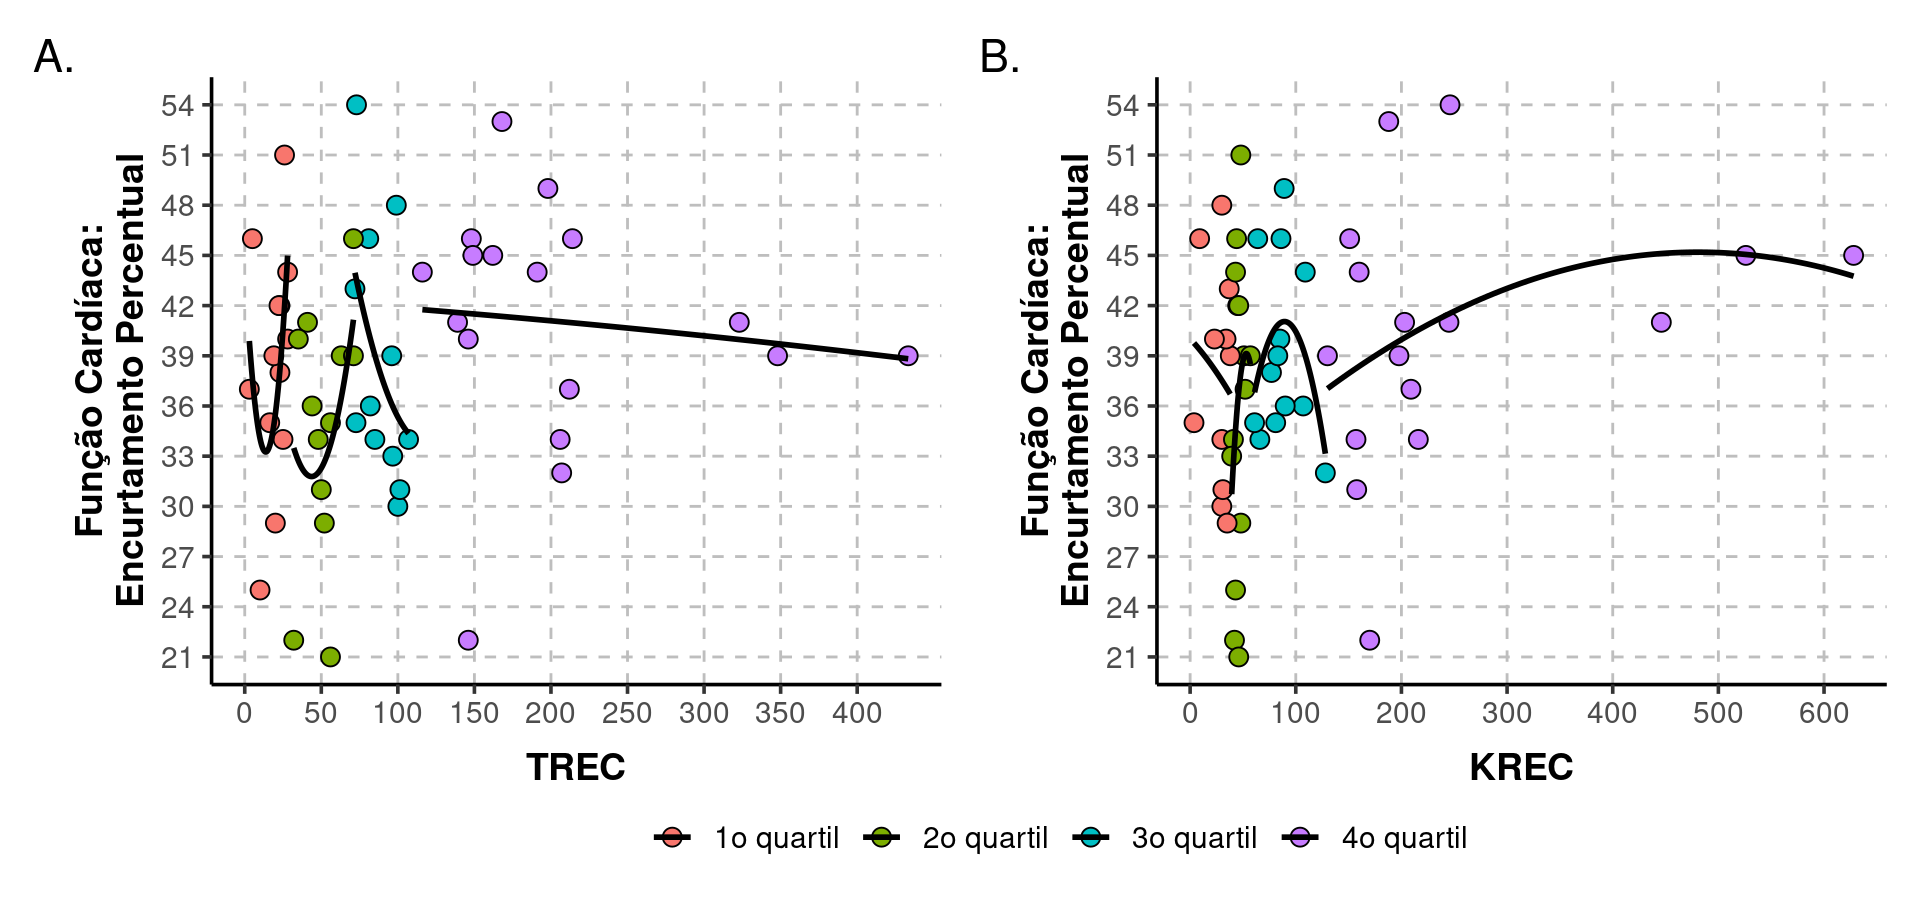 A.
Função Cardíaca:
Encurtamento Percentual
54
51
48
45
42
39
36
33
30
27
24
21
0 50 100 150 200 250 300 350 400
TREC
B.
Função Cardíaca:
Encurtamento Percentual
54
51
48
45
42
39
36
33
30
27
24
21
0 100 200 300 400 500 600
KREC
1o quartil 2o quartil 3o quartil 4o quartil